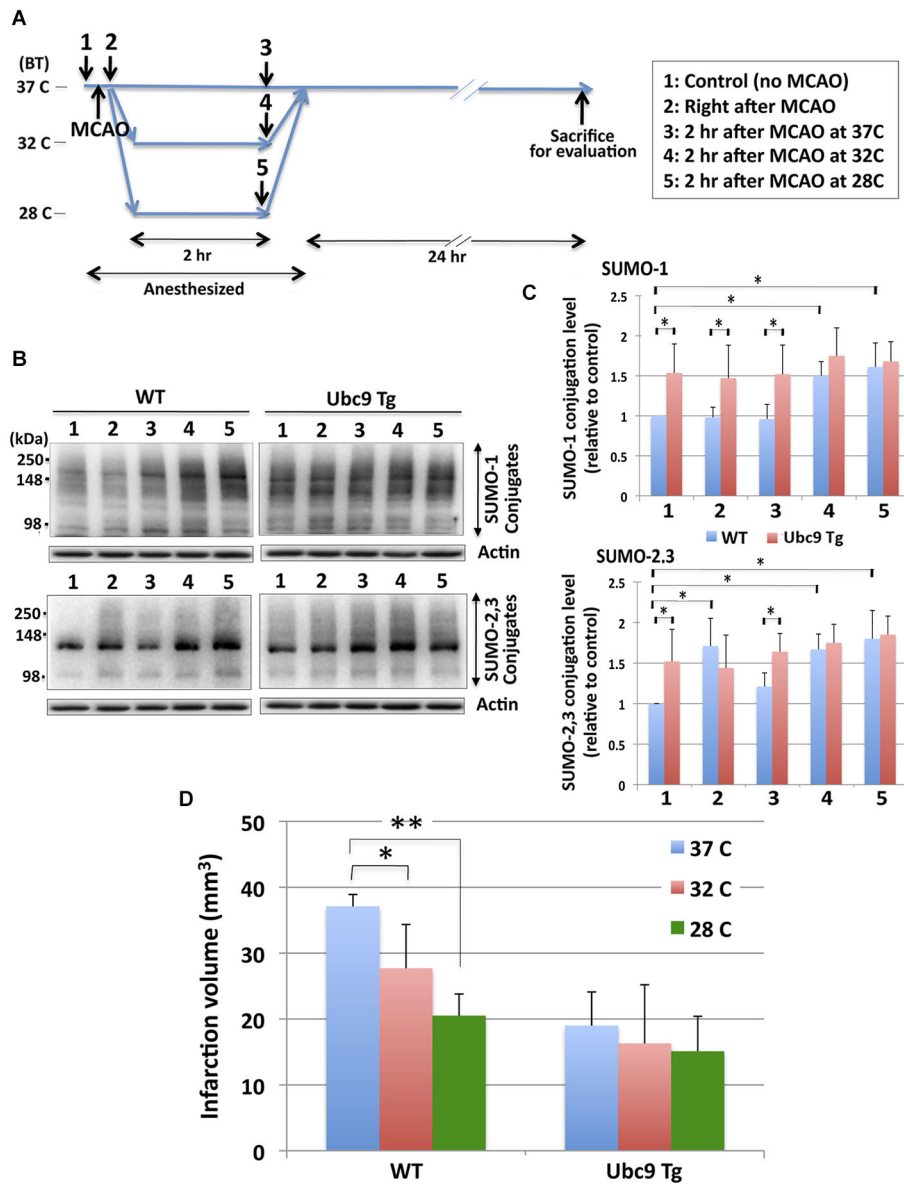 A
1 2 3
(BT)
37 C
MCAO
4
32 C
5
28 C
2 hr
24 hr
Anesthesized
Sacrifice
for evaluation
1: Control (no MCAO)
2: Right after MCAO
3: 2 hr after MCAO at 37C
4: 2 hr after MCAO at 32C
5: 2 hr after MCAO at 28C
B
WT Ubc9 Tg
1 2 3 4 5 1 2 3 4 5
(kDa)
250
148
98
SUMO-1
Conjugates
Actin
1 2 3 4 5 1 2 3 4 5
250
148
98
SUMO-2,3
Conjugates
Actin
C
SUMO-1
SUMO-1 conjugation level
(relative to control)
2.5
2
1.5
1
0.5
0
* * * * *
1 2 3 4 5
WT Ubc9 Tg
SUMO-2.3
SUMO-2,3 conjugation level
(relative to control)
2.5
2
1.5
1
0.5
0
* * * * *
1 2 3 4 5
D
Infarction volume (mm³)
50
40
30
20
10
0
**
*
37 C
32 C
28 C
WT Ubc9 Tg